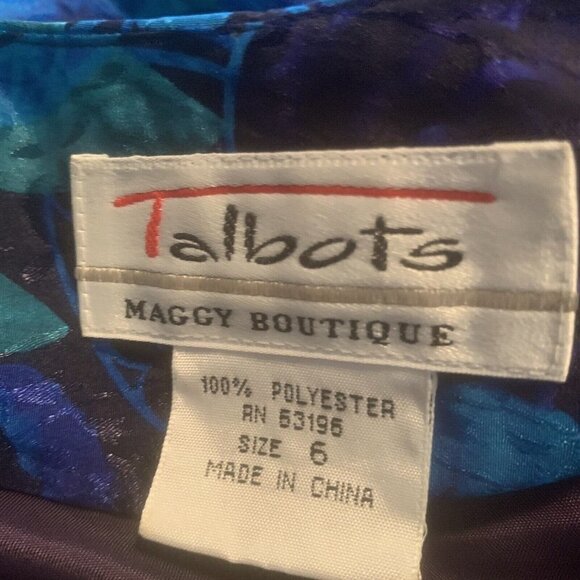 Talbots
MAGGY BOUTIQUE
100% POLYESTER
RN 53196
SIZE 6
MADE IN CHINA